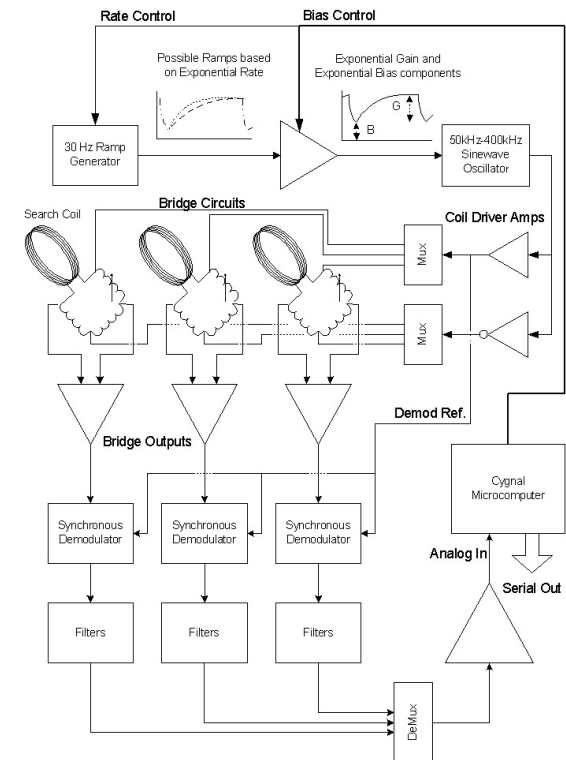 Rate Control
Bias Control
Possible Ramps based
on Exponential Rate
Exponential Gain and
Exponential Bias components
G
B
30 Hz Ramp
Generator
50kHz-400kHz
Sinewave
Oscillator
Search Coil
Bridge Circuits
Coil Driver Amps
Mux
Mux
Demod Ref.
Bridge Outputs
Cygnal
Microcomputer
Synchronous
Demodulator
Synchronous
Demodulator
Synchronous
Demodulator
Analog In
Serial Out
Filters
Filters
Filters
DeMux